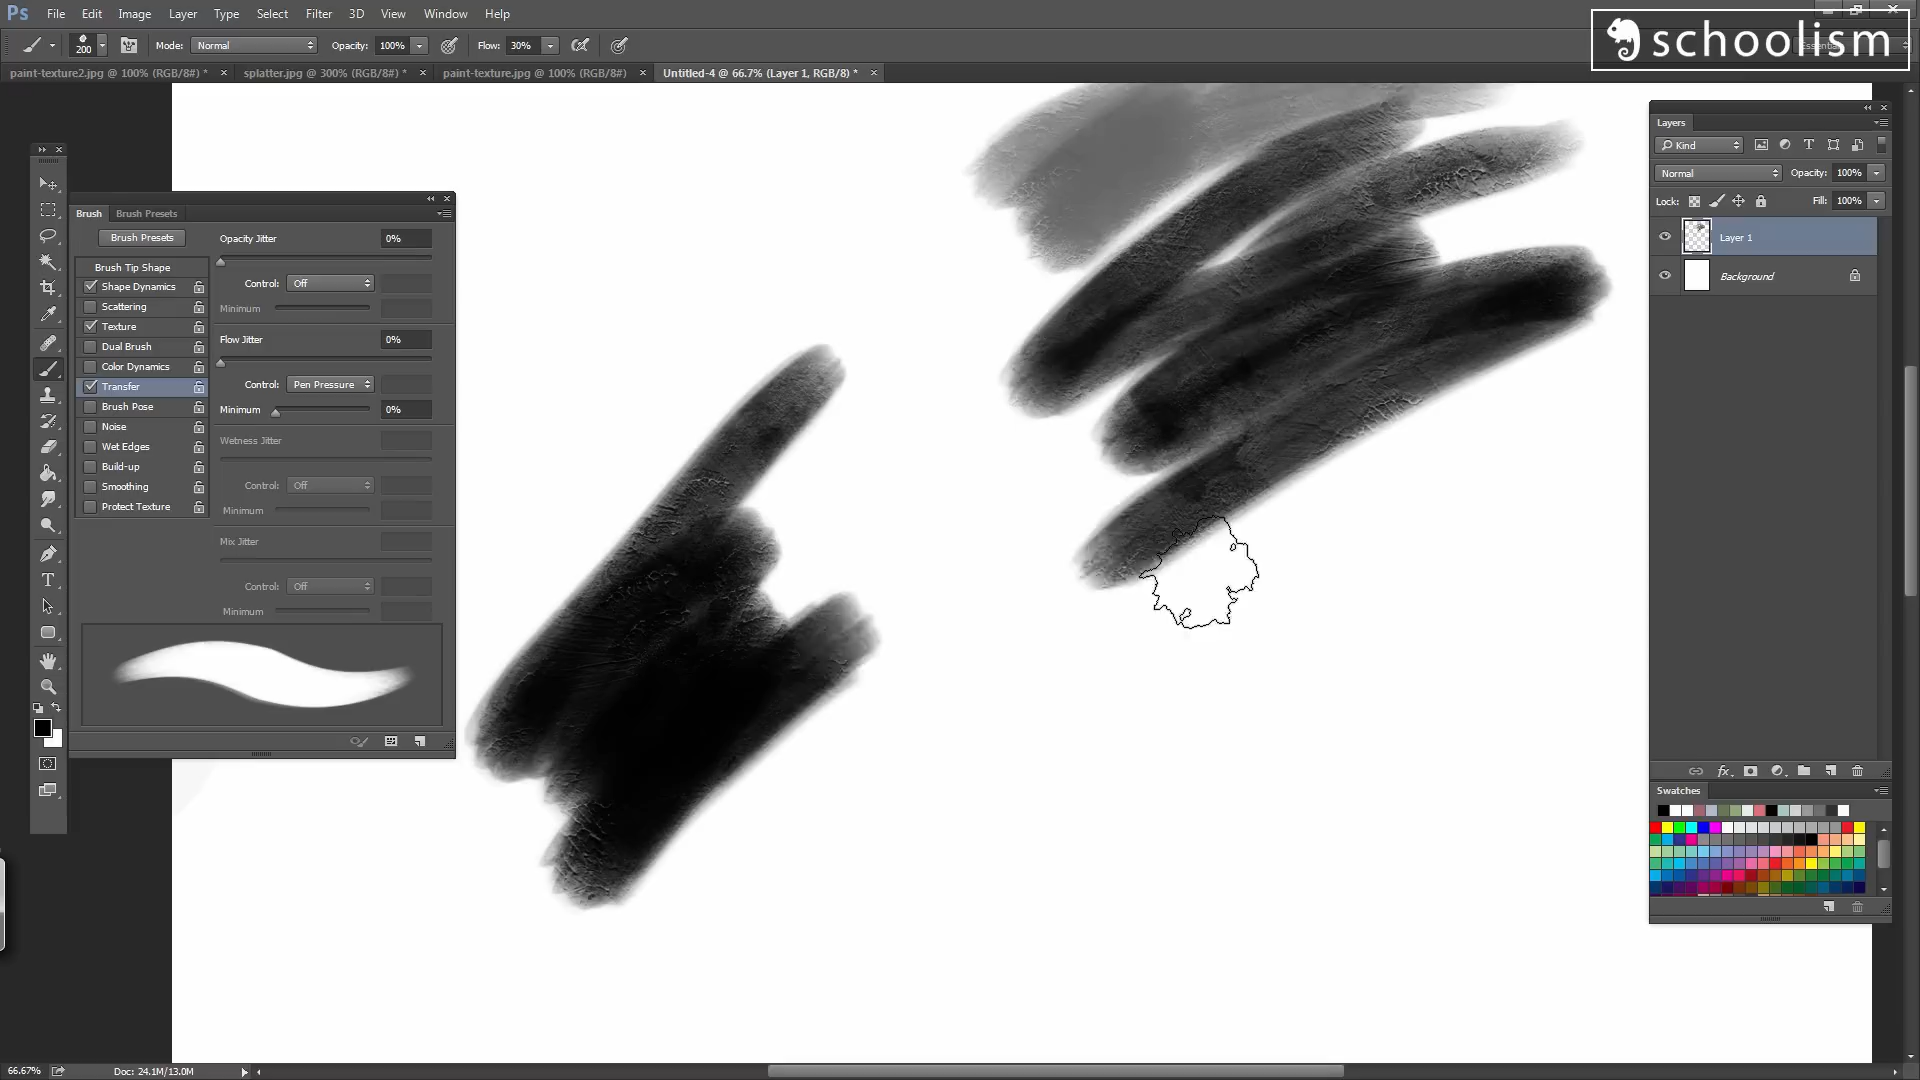 Ps File Edit Image Layer Type Select Filter 3D View Window Help
200 Mode: Normal Opacity: 100% Flow: 30%
schoolism
paint-texture2.jpg @ 100% (RGB/8#) * × splatter.jpg @ 300% (RGB/8#) * × paint-texture.jpg @ 100% (RGB/8#) × Untitled-4 @ 66.7% (Layer 1, RGB/8) * ×
Brush Brush Presets
Brush Presets
Brush Tip Shape
Shape Dynamics
Scattering
Texture
Dual Brush
Color Dynamics
Transfer
Brush Pose
Noise
Wet Edges
Build-up
Smoothing
Protect Texture
Opacity Jitter 0%
Control: Off
Minimum
Flow Jitter 0%
Control: Pen Pressure
Minimum 0%
Wetness Jitter
Control: Off
Minimum
Mix Jitter
Control: Off
Minimum
Layers
Kind
Normal Opacity: 100%
Lock: Fill: 100%
Layer 1
Background
fx
Swatches
66.67% Doc: 24.1M/13.0M